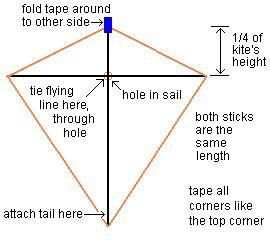 fold tape around
to other side
1/4 of
kite's
height
tie flying
line here,
through
hole
hole in sail
both sticks
are the
same
length
tape all
corners like
the top corner
attach tail here